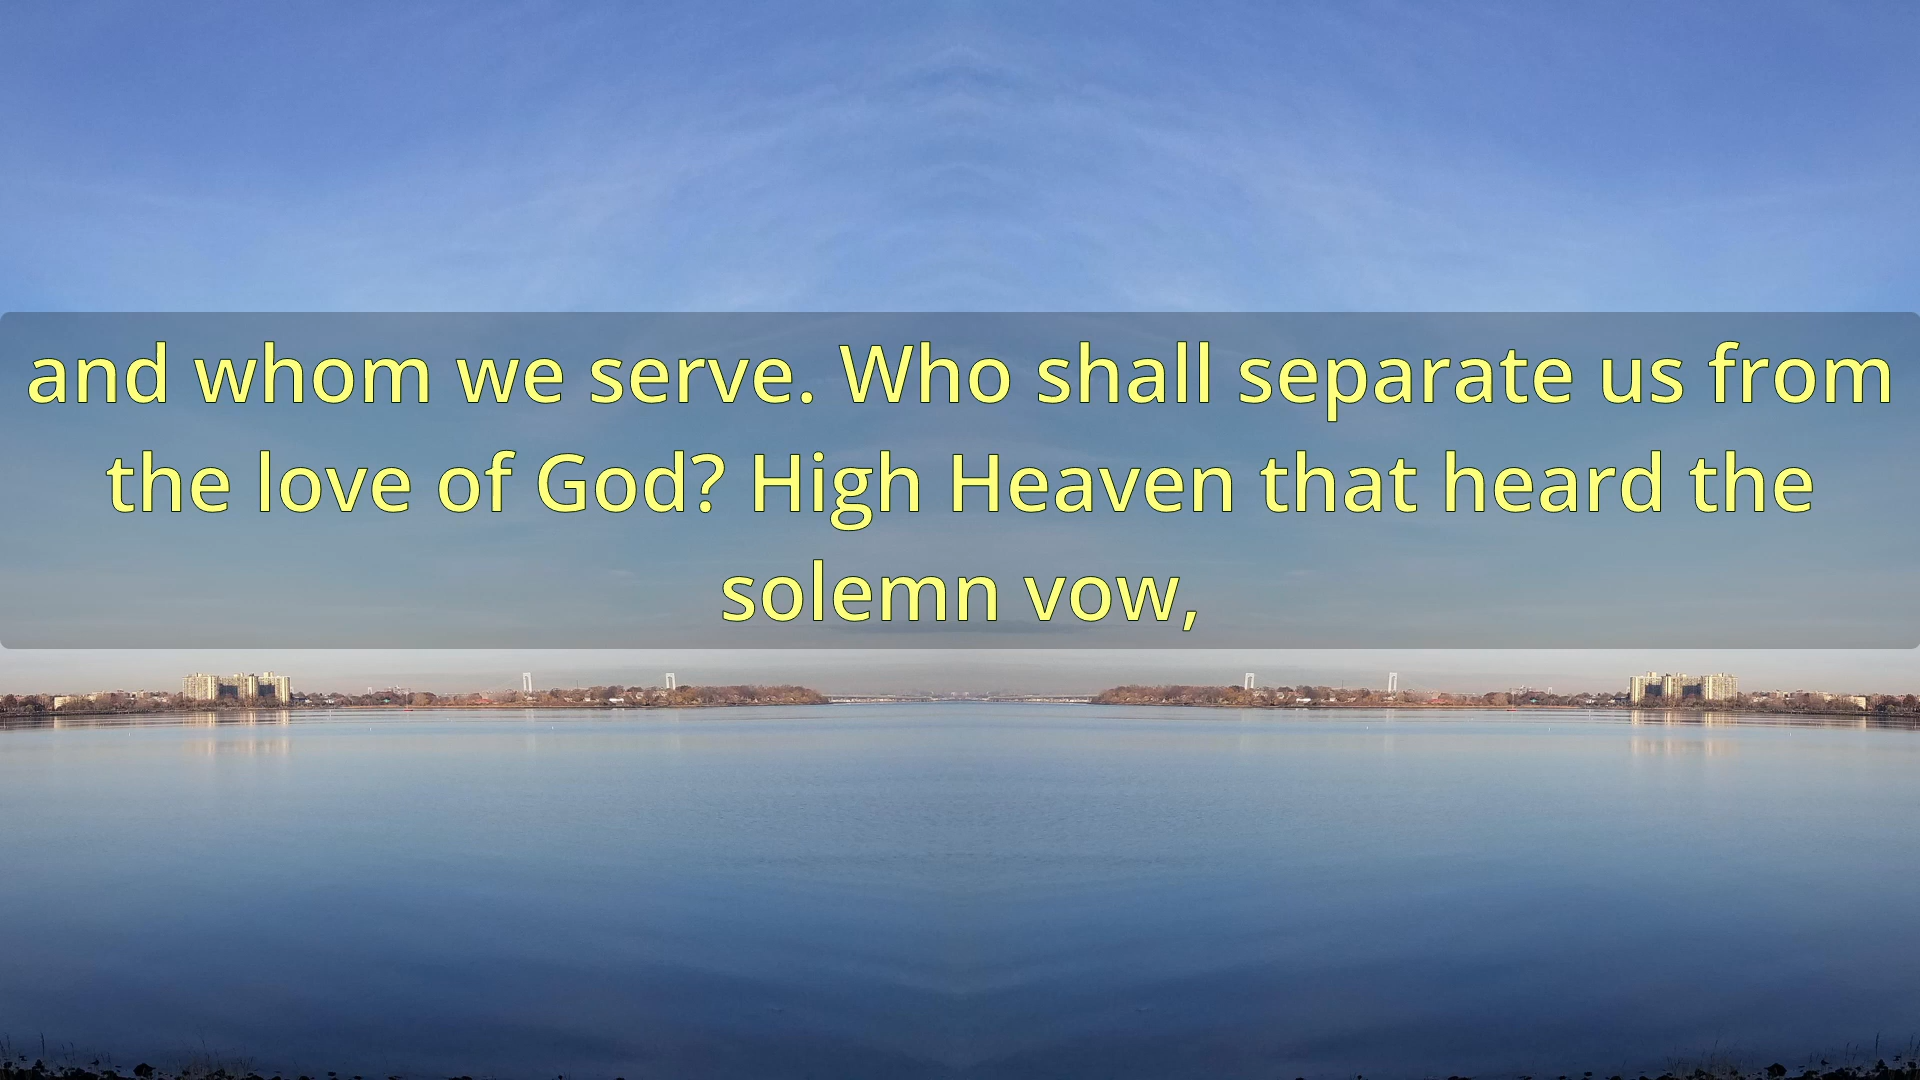 and whom we serve. Who shall separate us from
the love of God? High Heaven that heard the
solemn vow,